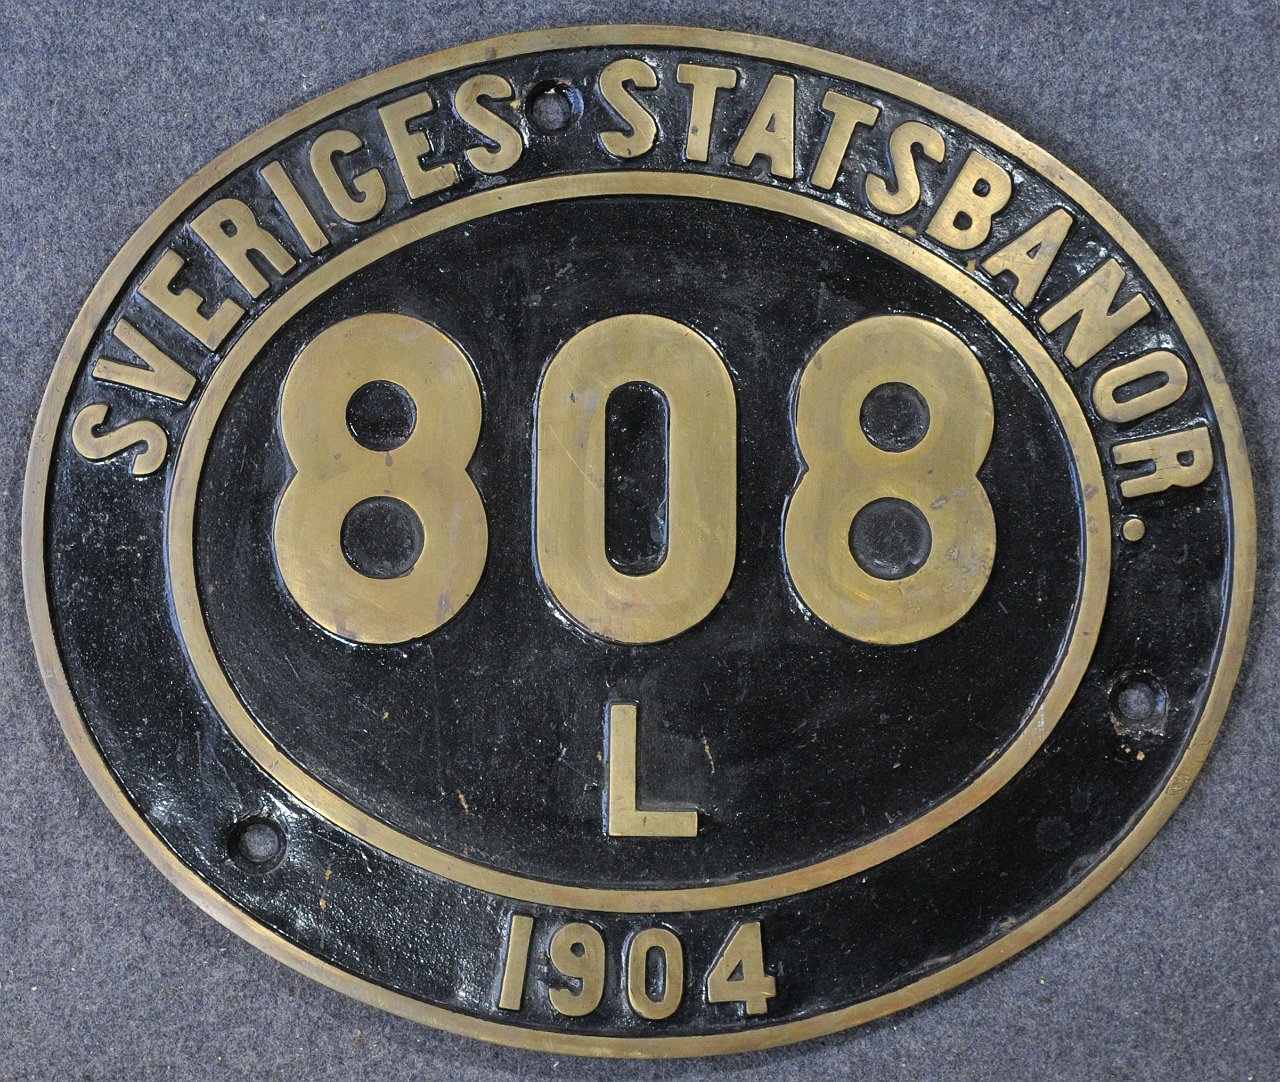 SVERIGES STATSBANOR.
808
L
1904